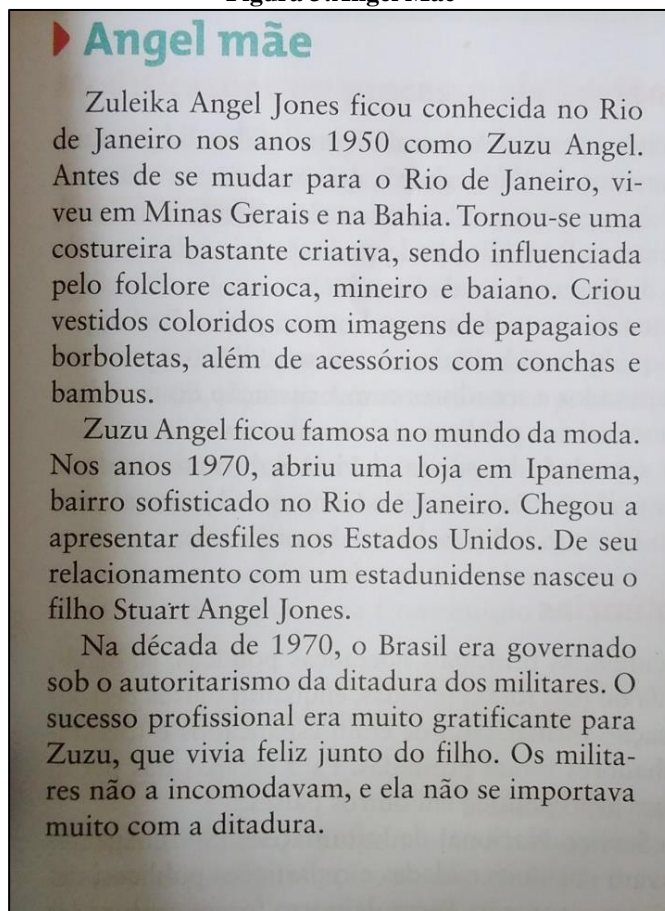 Angel mãe
Zuleika Angel Jones ficou conhecida no Rio
de Janeiro nos anos 1950 como Zuzu Angel.
Antes de se mudar para o Rio de Janeiro, vi-
veu em Minas Gerais e na Bahia. Tornou-se uma
costureira bastante criativa, sendo influenciada
pelo folclore carioca, mineiro e baiano. Criou
vestidos coloridos com imagens de papagaios e
borboletas, além de acessórios com conchas e
bambus.
Zuzu Angel ficou famosa no mundo da moda.
Nos anos 1970, abriu uma loja em Ipanema,
bairro sofisticado no Rio de Janeiro. Chegou a
apresentar desfiles nos Estados Unidos. De seu
relacionamento com um estadunidense nasceu o
filho Stuart Angel Jones.
Na década de 1970, o Brasil era governado
sob o autoritarismo da ditadura dos militares. O
sucesso profissional era muito gratificante para
Zuzu, que vivia feliz junto do filho. Os milita-
res não a incomodavam, e ela não se importava
muito com a ditadura.